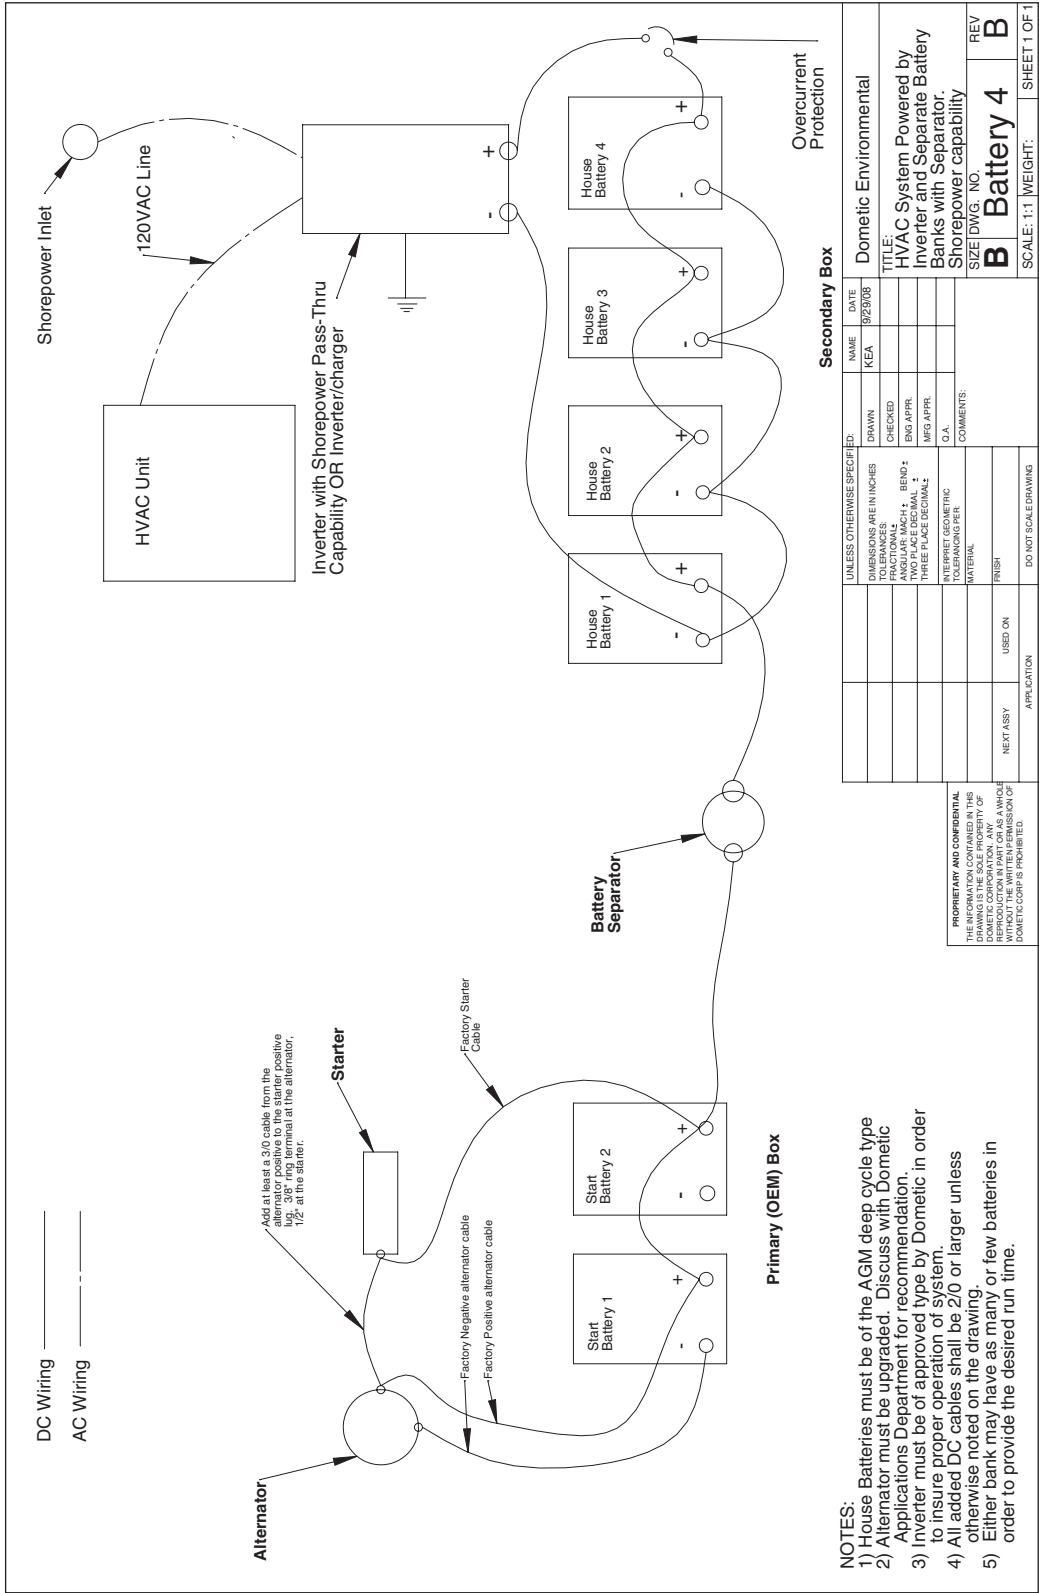 DC Wiring
AC Wiring
Alternator
Add at least a 3/0 cable from the
alternator positive to the starter positive
lug, 3/8" ring terminal at the alternator,
1/2" at the starter.
Starter
Factory Starter
Cable
Factory Negative alternator cable
Factory Positive alternator cable
Start
Battery 1
-
+
Start
Battery 2
-
+
Primary (OEM) Box
Battery
Separator
HVAC Unit
120VAC Line
Shorepower Inlet
Inverter with Shorepower Pass-Thru
Capability OR Inverter/charger
-
+
House
Battery 1
-
+
House
Battery 2
-
+
House
Battery 3
-
+
House
Battery 4
-
+
Overcurrent
Protection
Secondary Box
NOTES:
1) House Batteries must be of the AGM deep cycle type
2) Alternator must be upgraded. Discuss with Dometic
Applications Department for recommendation.
3) Inverter must be of approved type by Dometic in order
to insure proper operation of system.
4) All added DC cables shall be 2/0 or larger unless
otherwise noted on the drawing.
5) Either bank may have as many or few batteries in
order to provide the desired run time.
PROPRIETARY AND CONFIDENTIAL
THE INFORMATION CONTAINED IN THIS
DRAWING IS THE SOLE PROPERTY OF
DOMETIC CORPORATION. ANY
REPRODUCTION IN PART OR AS A WHOLE
WITHOUT THE WRITTEN PERMISSION OF
DOMETIC CORP IS PROHIBITED.
NEXT ASSY
USED ON
APPLICATION
UNLESS OTHERWISE SPECIFIED:
DIMENSIONS ARE IN INCHES
TOLERANCES:
FRACTIONAL±
ANGULAR: MACH± BEND±
TWO PLACE DECIMAL ±
THREE PLACE DECIMAL±
INTERPRET GEOMETRIC
TOLERANCING PER:
MATERIAL
FINISH
DO NOT SCALE DRAWING
NAME
DATE
DRAWN
KEA
9/29/08
CHECKED
ENG APPR.
MFG APPR.
Q.A.
COMMENTS:
Dometic Environmental
TITLE:
HVAC System Powered by
Inverter and Separate Battery
Banks with Separator.
Shorepower capability
SIZE
B
DWG. NO.
Battery 4
REV
B
SCALE: 1:1
WEIGHT:
SHEET 1 OF 1